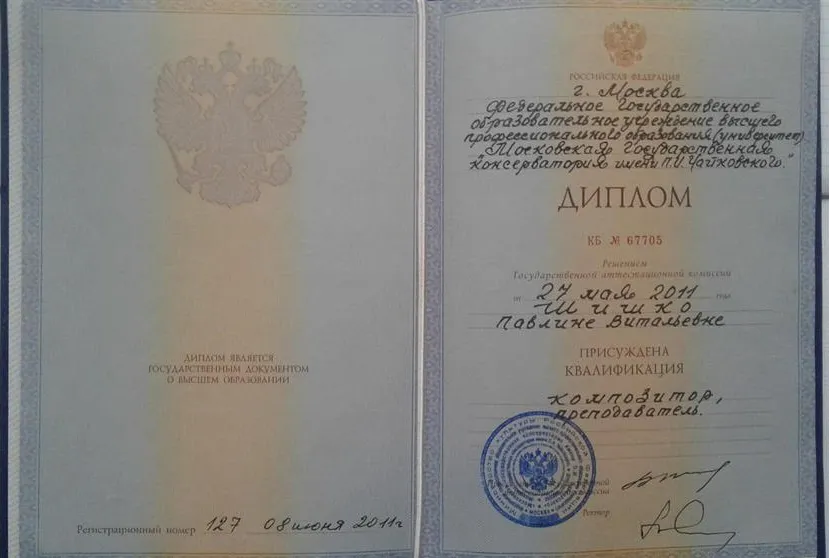 ДИПЛОМ ЯВЛЯЕТСЯ
ГОСУДАРСТВЕННЫМ ДОКУМЕНТОМ
О ВЫСШЕМ ОБРАЗОВАНИИ
Регистрационный номер 127 08 июня 2011г
РОССИЙСКАЯ ФЕДЕРАЦИЯ
г. Москва
Федеральное Государственное
образовательное учреждение высшего
профессионального образования (университет)
"Московская Государственная
консерватория имени П.И. Чайковского."
ДИПЛОМ
КБ № 67705
Решением
Государственной аттестационной комиссии
от 27 мая 2011 года
Шишко
Павлине Витальевне
ПРИСУЖДЕНА
КВАЛИФИКАЦИЯ
композитор,
преподаватель.
Ректор
МОСКВА